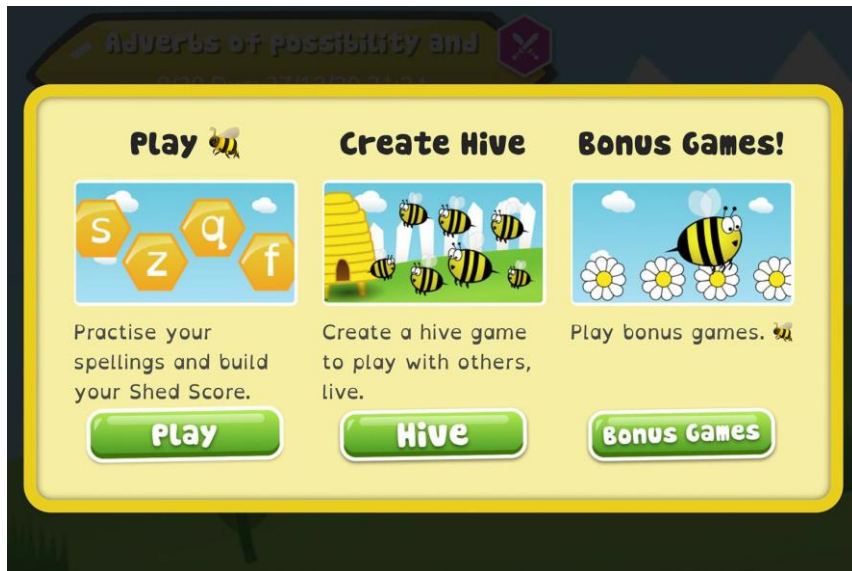 Adverbs of possibility and
Play
Create Hive
Bonus Games!
s
z
q
f
Practise your
spellings and build
your Shed Score.
Create a hive game
to play with others,
live.
Play bonus games.
Play
Hive
Bonus Games